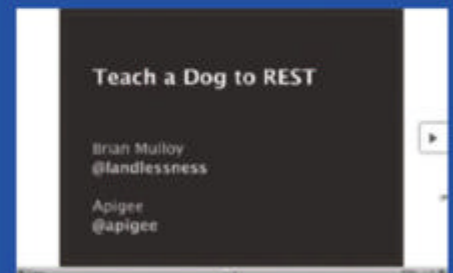 Teach a Dog to REST
Brian Mulloy
@landlessness
Apigee
@apigee